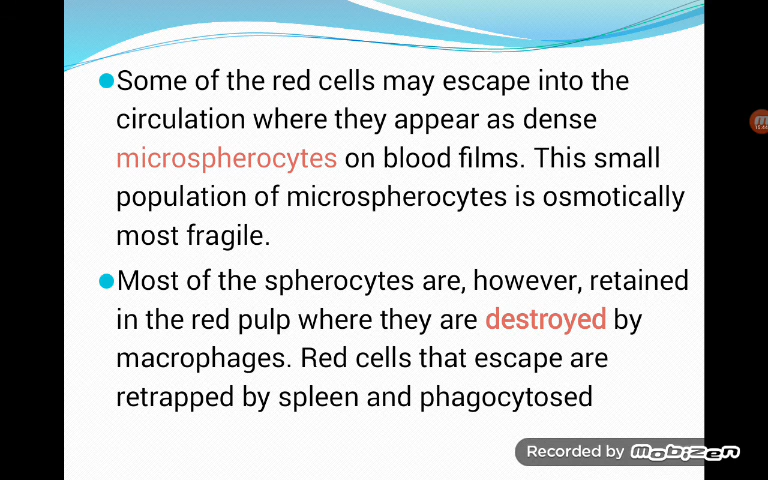 Some of the red cells may escape into the
circulation where they appear as dense
microspherocytes on blood films. This small
population of microspherocytes is osmotically
most fragile.
Most of the spherocytes are, however, retained
in the red pulp where they are destroyed by
macrophages. Red cells that escape are
retrapped by spleen and phagocytosed
Recorded by mobizen